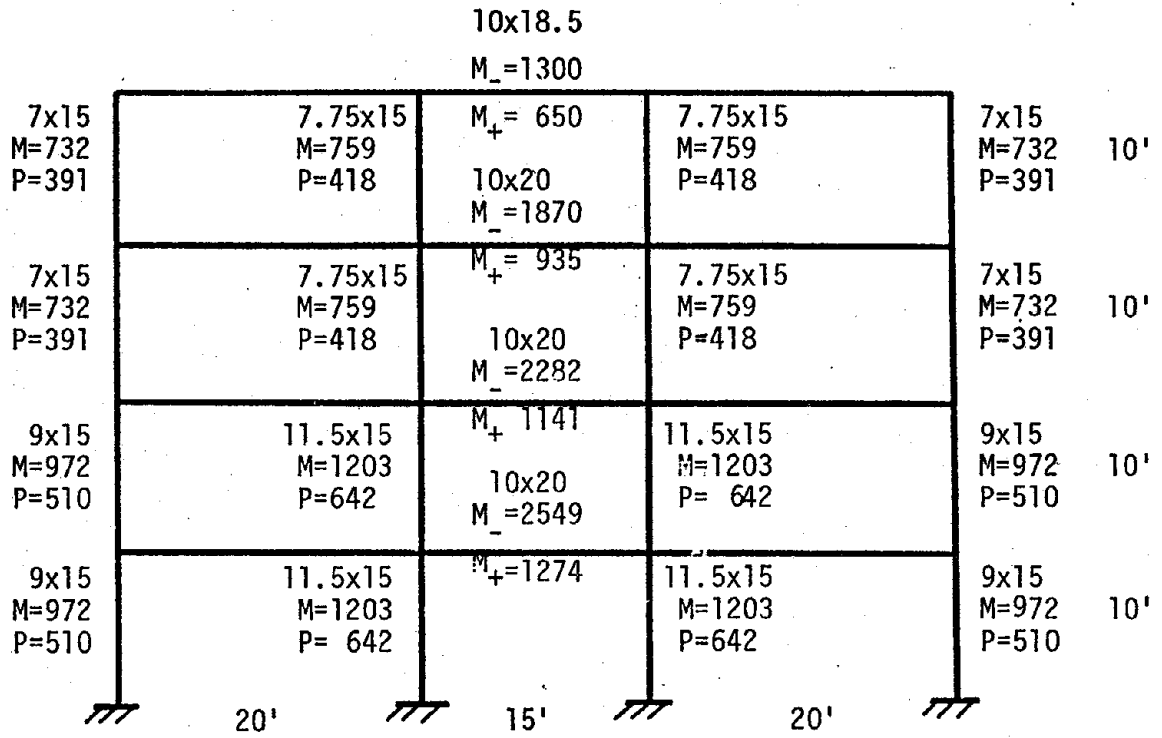 10x18.5
M_=1300
7x15
M=732
P=391
7.75x15
M=759
P=418
M+= 650
7.75x15
M=759
P=418
7x15
M=732
P=391
10'
10x20
M_=1870
M+= 935
7x15
M=732
P=391
7.75x15
M=759
P=418
7.75x15
M=759
P=418
7x15
M=732
P=391
10'
10x20
M_=2282
M+ 1141
9x15
M=972
P=510
11.5x15
M=1203
P=642
11.5x15
M=1203
P= 642
9x15
M=972
P=510
10'
10x20
M_=2549
M+=1274
9x15
M=972
P=510
11.5x15
M=1203
P= 642
11.5x15
M=1203
P=642
9x15
M=972
P=510
10'
20'
15'
20'